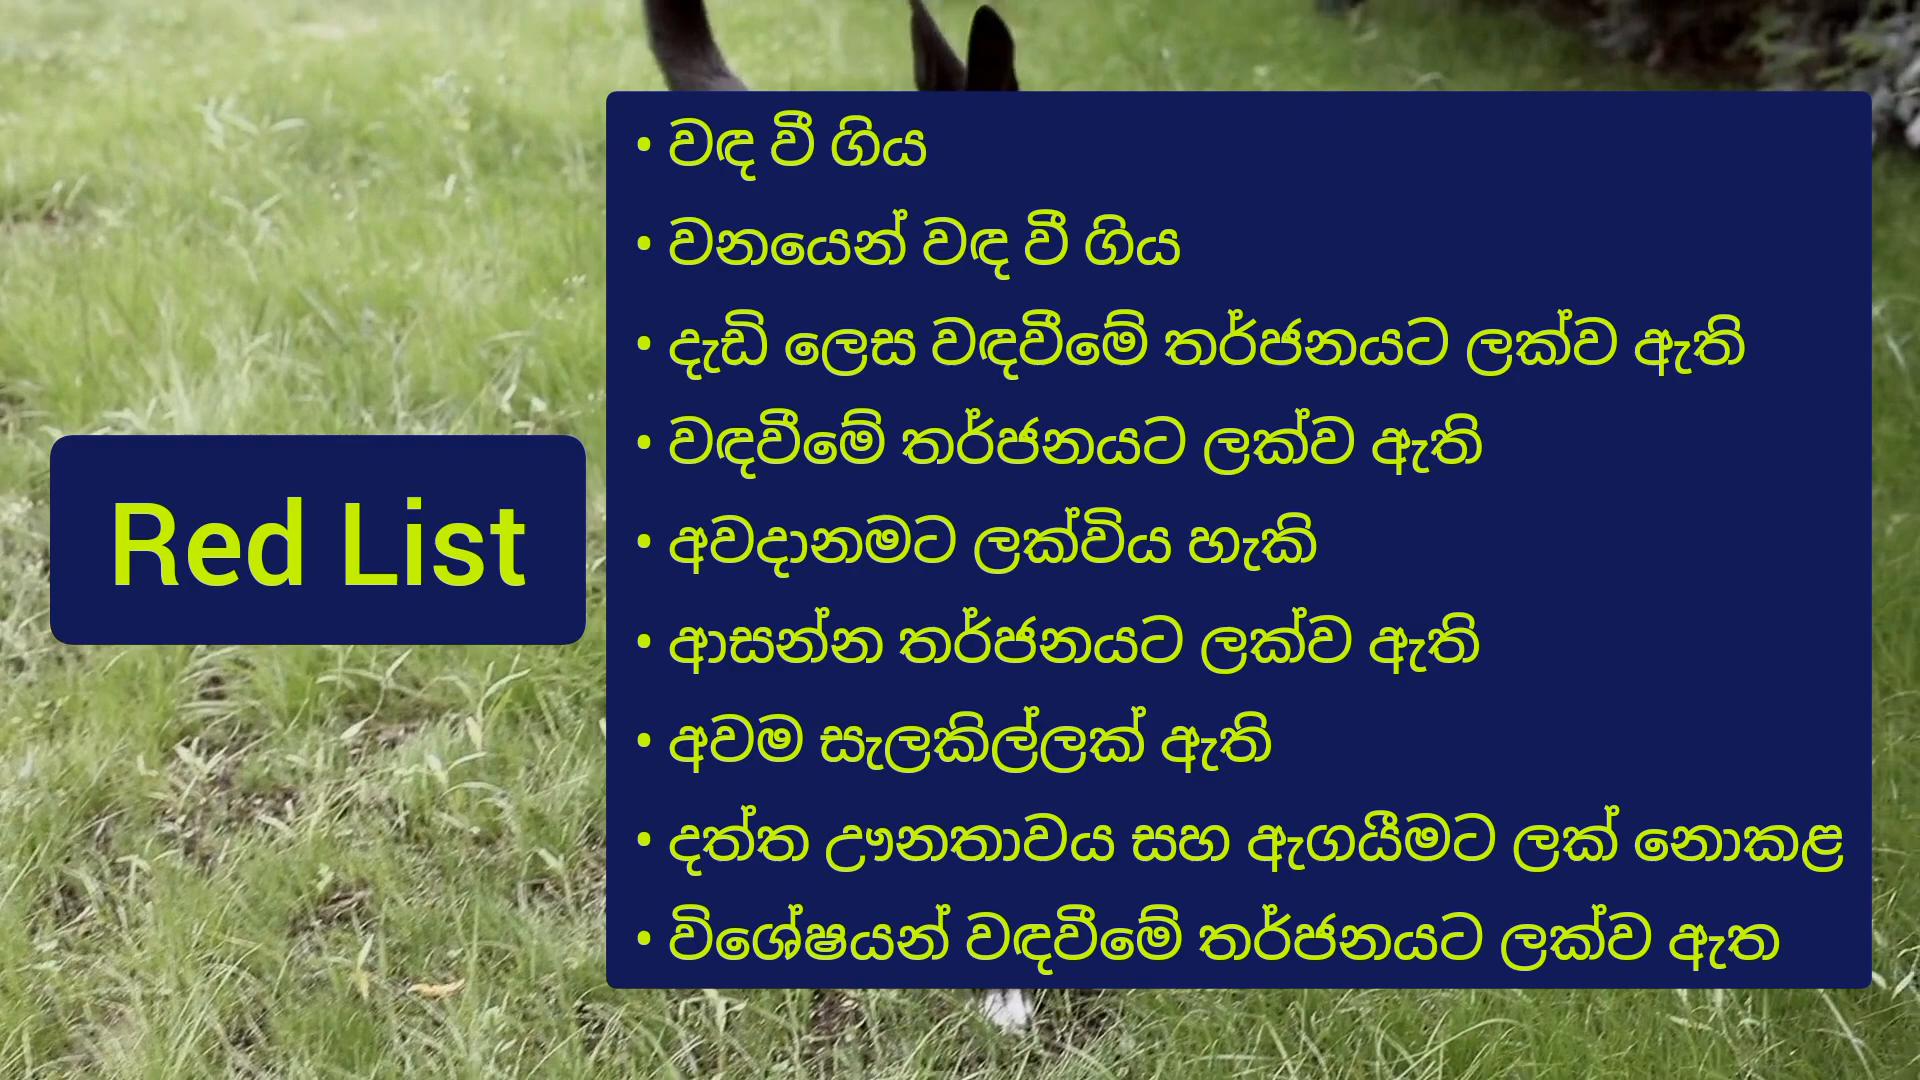 Red List
• වඳ වී ගිය
• වනයෙන් වඳ වී ගිය
• දැඩි ලෙස වඳවීමේ තර්ජනයට ලක්ව ඇති
• වඳවීමේ තර්ජනයට ලක්ව ඇති
• අවදානමට ලක්විය හැකි
• ආසන්න තර්ජනයට ලක්ව ඇති
• අවම සැලකිල්ලක් ඇති
• දත්ත ඌනතාවය සහ ඇගයීමට ලක් නොකළ
• විශේෂයන් වඳවීමේ තර්ජනයට ලක්ව ඇත